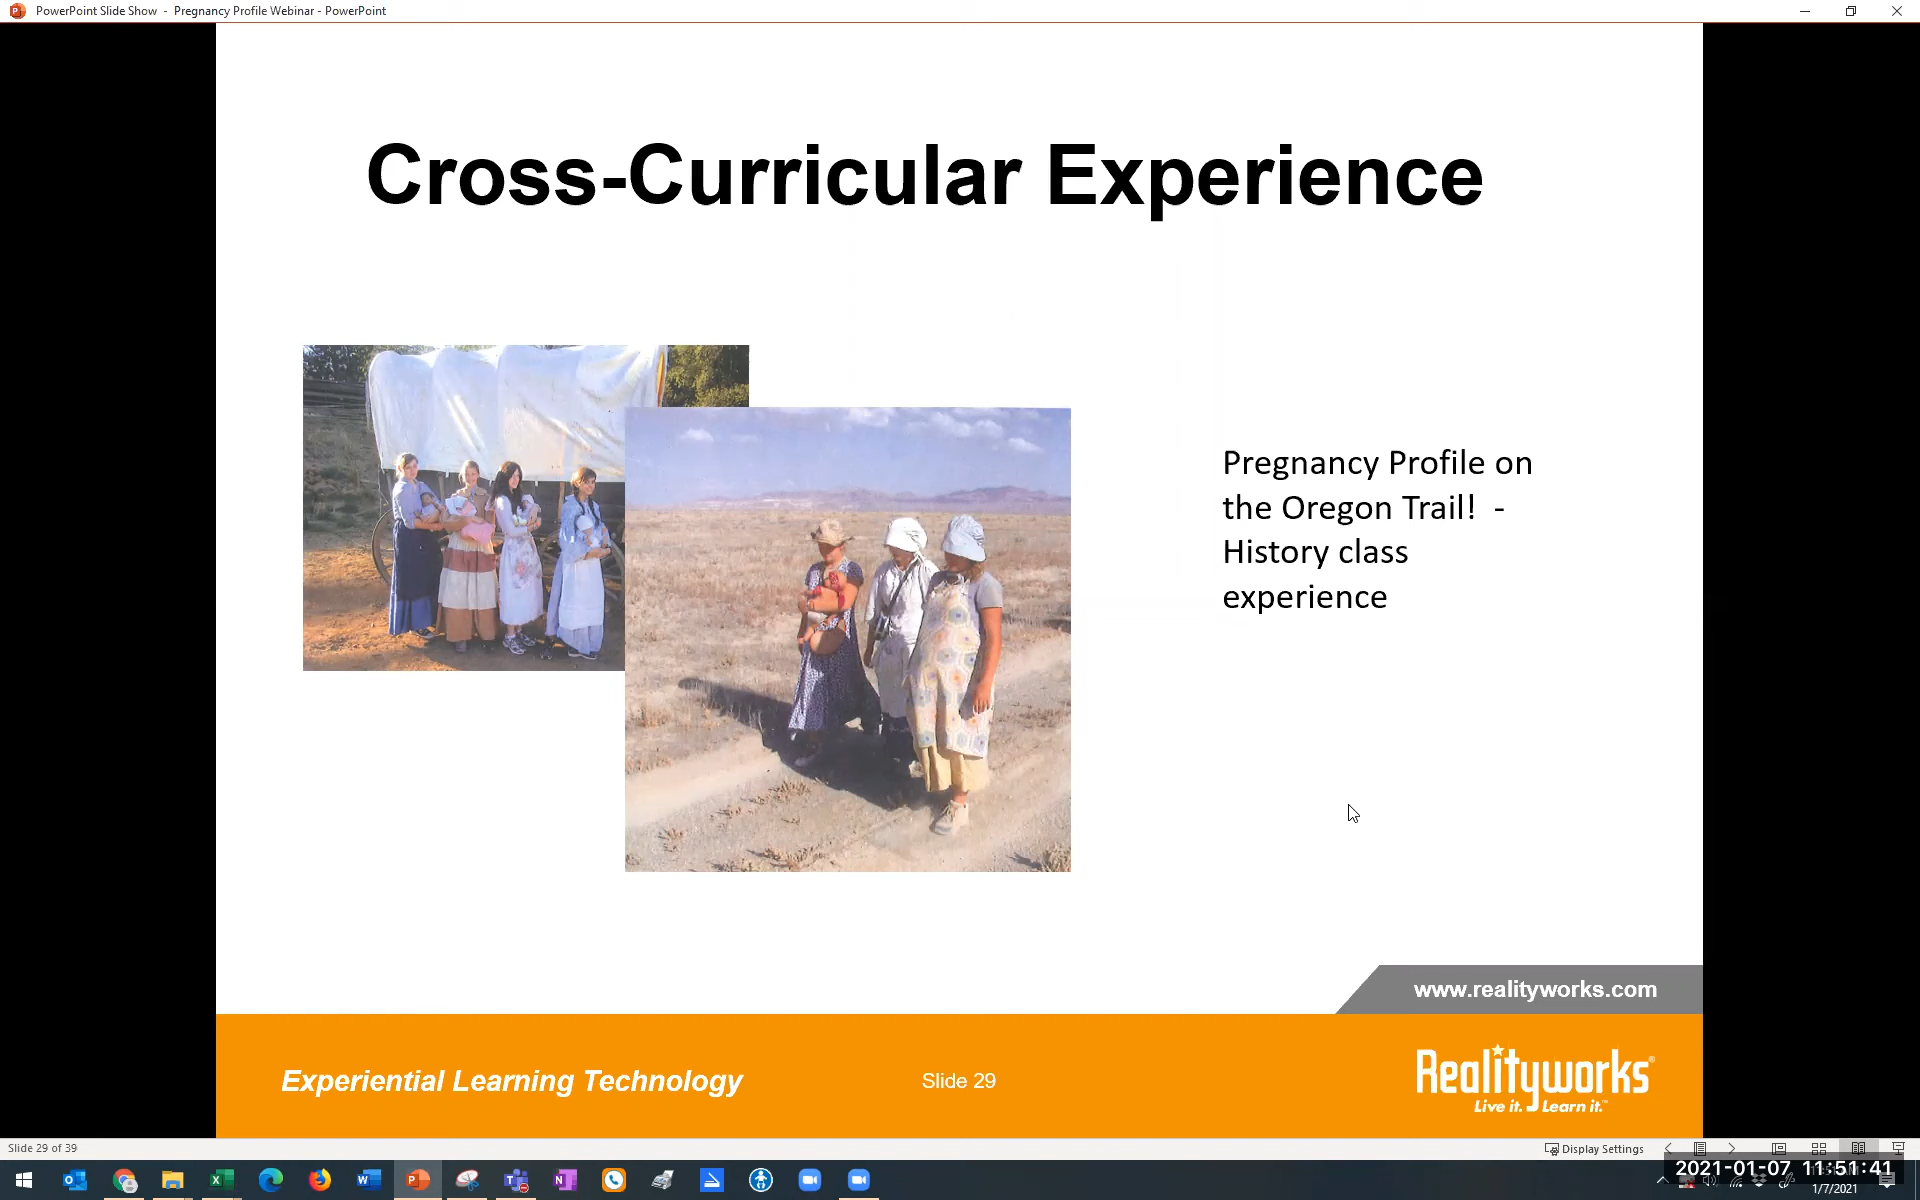 PowerPoint Slide Show - Pregnancy Profile Webinar - PowerPoint
Cross-Curricular Experience
Pregnancy Profile on
the Oregon Trail! -
History class
experience
www.realityworks.com
Experiential Learning Technology
Slide 29
Realityworks®
Live it. Learn it.™
Slide 29 of 39
Display Settings
2021-01-07 11:51:41
1/7/2021